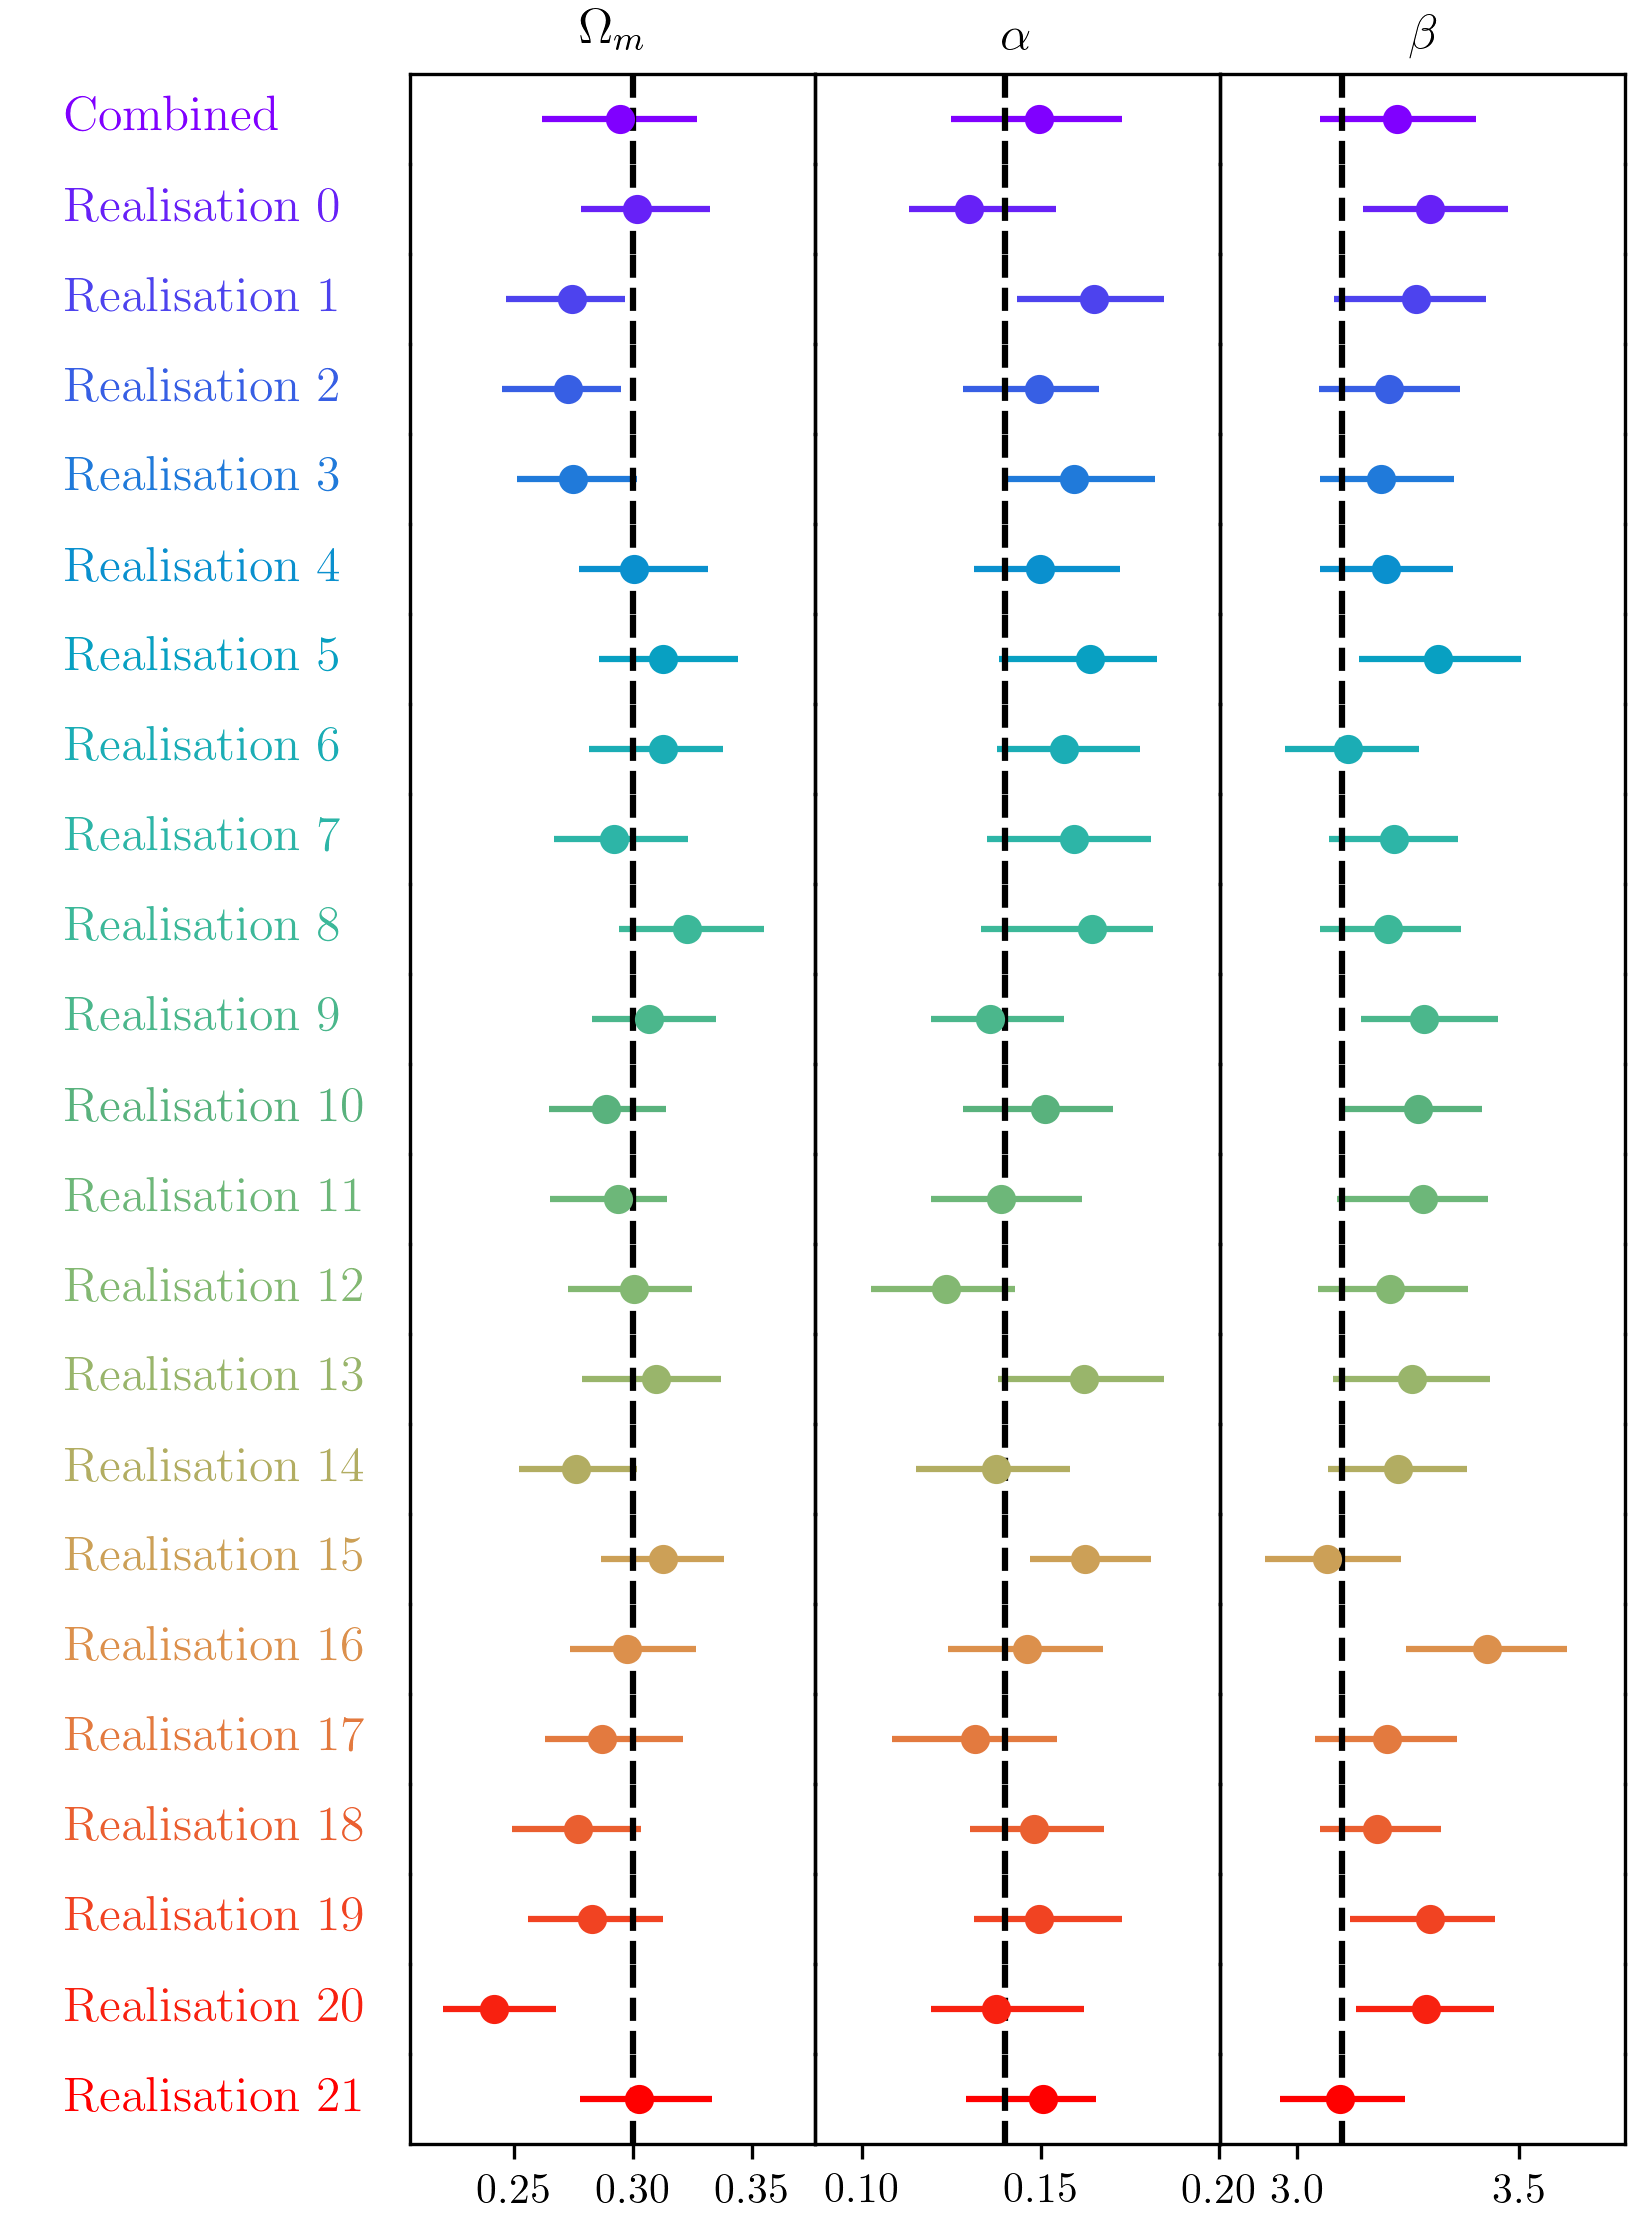 Ωₘ α β
Combined
Realisation 0
Realisation 1
Realisation 2
Realisation 3
Realisation 4
Realisation 5
Realisation 6
Realisation 7
Realisation 8
Realisation 9
Realisation 10
Realisation 11
Realisation 12
Realisation 13
Realisation 14
Realisation 15
Realisation 16
Realisation 17
Realisation 18
Realisation 19
Realisation 20
Realisation 21
0.25 0.30 0.35 0.10 0.15 0.20 3.0 3.5